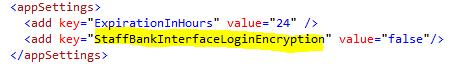 <appSettings>
<add key="ExpirationInHours" value="24" />
<add key="StaffBankInterfaceLoginEncryption" value="false"/>
</appSettings>